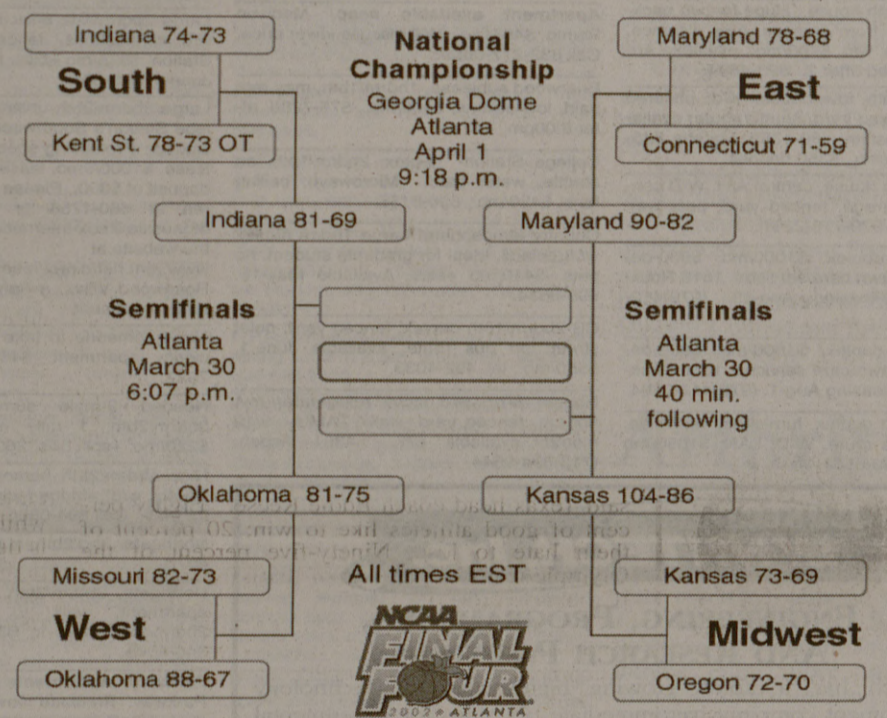 Indiana 74-73
South
Kent St. 78-73 OT
Indiana 81-69
National
Championship
Georgia Dome
Atlanta
April 1
9:18 p.m.
Maryland 78-68
East
Connecticut 71-59
Maryland 90-82
Semifinals
Atlanta
March 30
6:07 p.m.
Semifinals
Atlanta
March 30
40 min.
following
Oklahoma 81-75
Kansas 104-86
Missouri 82-73
West
Oklahoma 88-67
All times EST
NCAA
FINAL
FOUR
2002 ATLANTA
Kansas 73-69
Midwest
Oregon 72-70